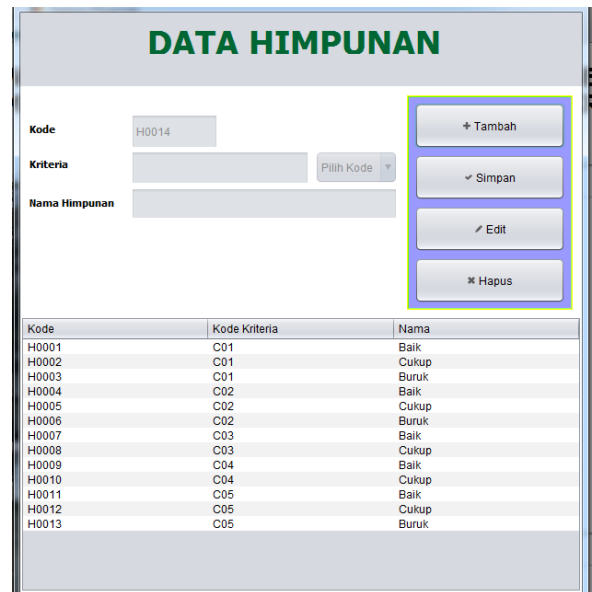 DATA HIMPUNAN
Kode H0014
Kriteria Pilih Kode
Nama Himpunan
Tambah
Simpan
Edit
Hapus
Kode Kode Kriteria Nama
H0001 C01 Baik
H0002 C01 Cukup
H0003 C01 Buruk
H0004 C02 Baik
H0005 C02 Cukup
H0006 C02 Buruk
H0007 C03 Baik
H0008 C03 Cukup
H0009 C04 Baik
H0010 C04 Cukup
H0011 C05 Baik
H0012 C05 Cukup
H0013 C05 Buruk